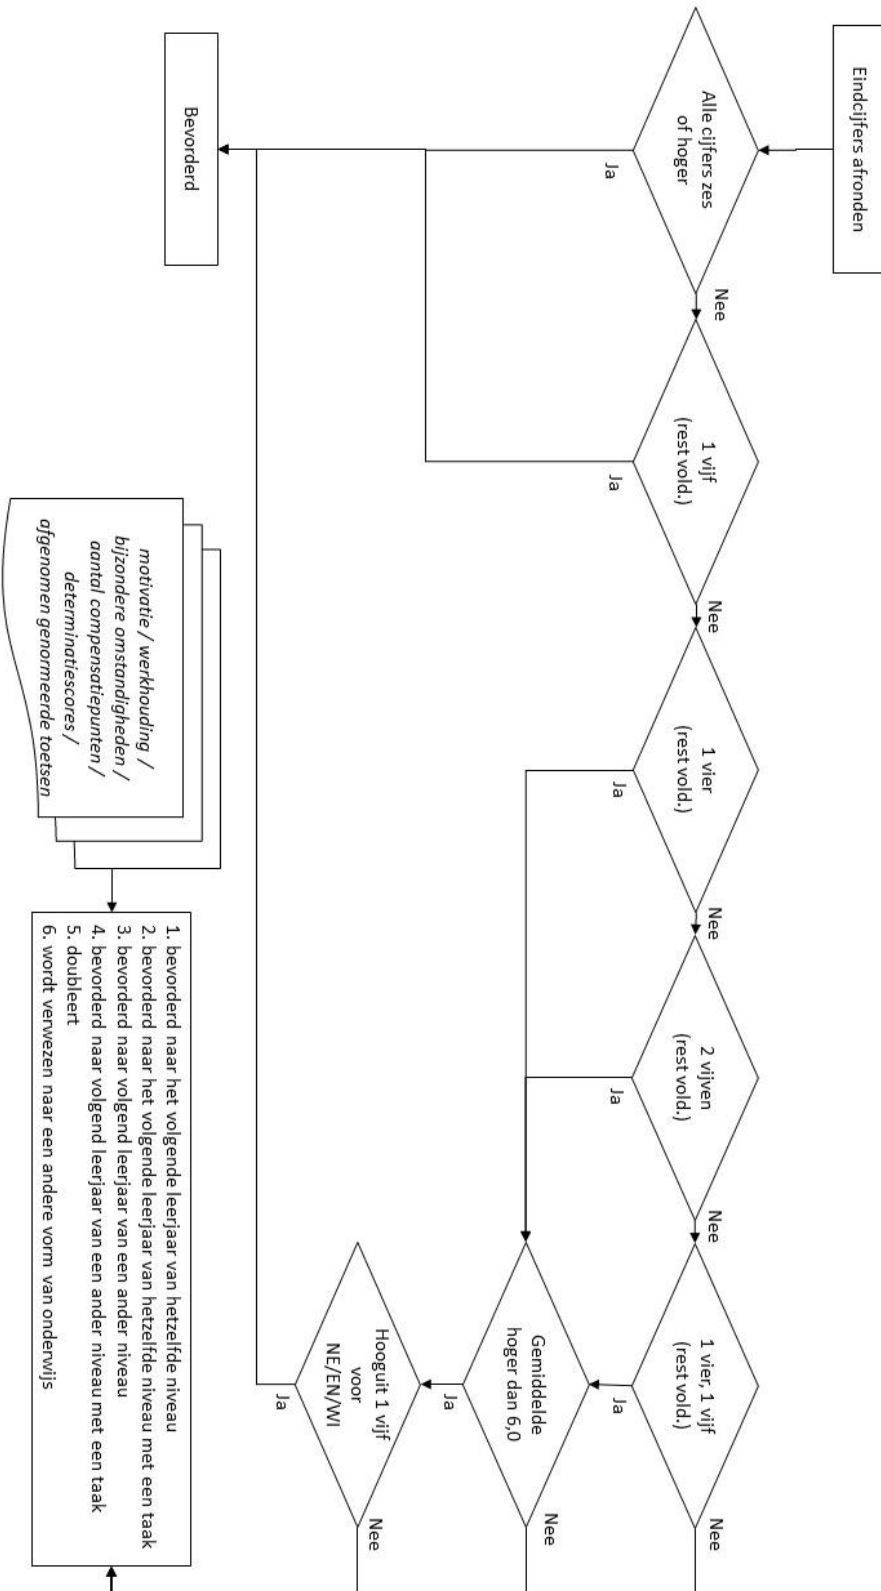 Eindcijfers afronden
Alle cijfers zes
of hoger
Ja
Nee
1 vijf
(rest vold.)
Ja
Nee
1 vier
(rest vold.)
Ja
Nee
2 vijven
(rest vold.)
Ja
Nee
1 vier, 1 vijf
(rest vold.)
Ja
Nee
Gemiddelde
hoger dan 6,0
Ja
Nee
Hooguit 1 vijf
voor
NE/EN/WI
Ja
Nee
Bevorderd
motivatie / werkhouding /
bijzondere omstandigheden /
aantal compensatiepunten /
determinatiescores /
afgenomen genormeerde toetsen
1. bevorderd naar het volgende leerjaar van hetzelfde niveau
2. bevorderd naar het volgende leerjaar van hetzelfde niveau met een taak
3. bevorderd naar volgend leerjaar van een ander niveau
4. bevorderd naar volgend leerjaar van een ander niveau met een taak
5. doubleert
6. wordt verwezen naar een andere vorm van onderwijs